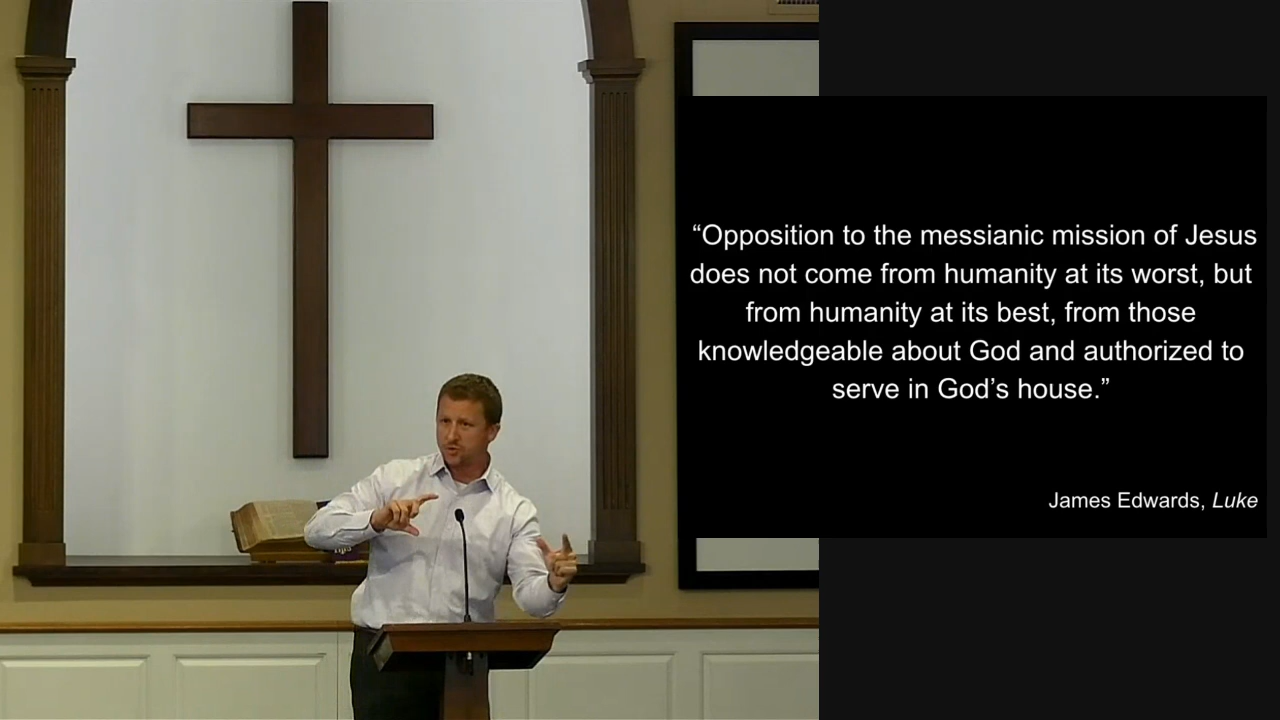 “Opposition to the messianic mission of Jesus
does not come from humanity at its worst, but
from humanity at its best, from those
knowledgeable about God and authorized to
serve in God’s house.”
James Edwards, Luke